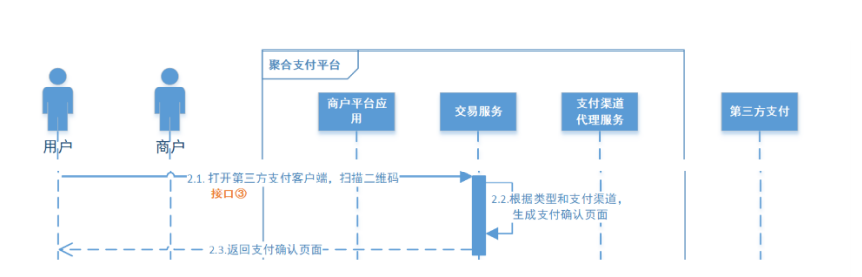 聚合支付平台
商户平台应
用
交易服务
支付渠道
代理服务
第三方支付
用户
商户
2.1. 打开第三方支付客户端，扫描二维码
接口③
2.2.根据类型和支付渠道，
生成支付确认页面
2.3.返回支付确认页面